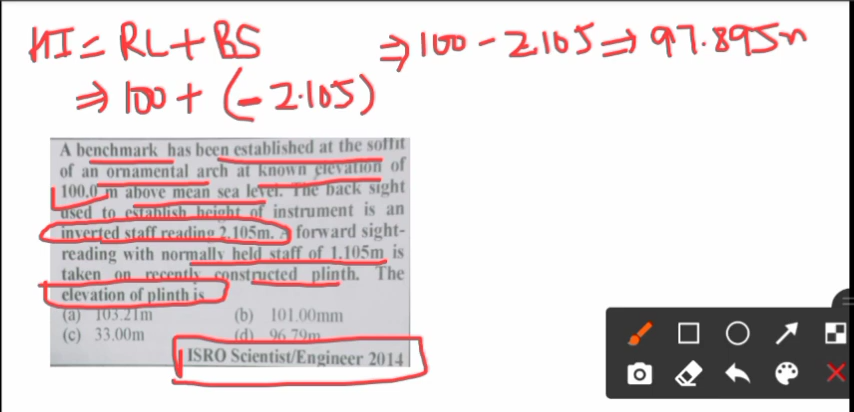 HI = RL + BS ⇒ 100 - 2.105 ⇒ 97.895m
⇒ 100 + (-2.105)
A benchmark has been established at the soffit
of an ornamental arch at known elevation of
100.0 m above mean sea level. The back sight
used to establish height of instrument is an
inverted staff reading 2.105m. A forward sight-
reading with normally held staff of 1.105m is
taken on recently constructed plinth. The
elevation of plinth is
(a) 103.21m (b) 101.00mm
(c) 33.00m (d) 96.79m
ISRO Scientist/Engineer 2014